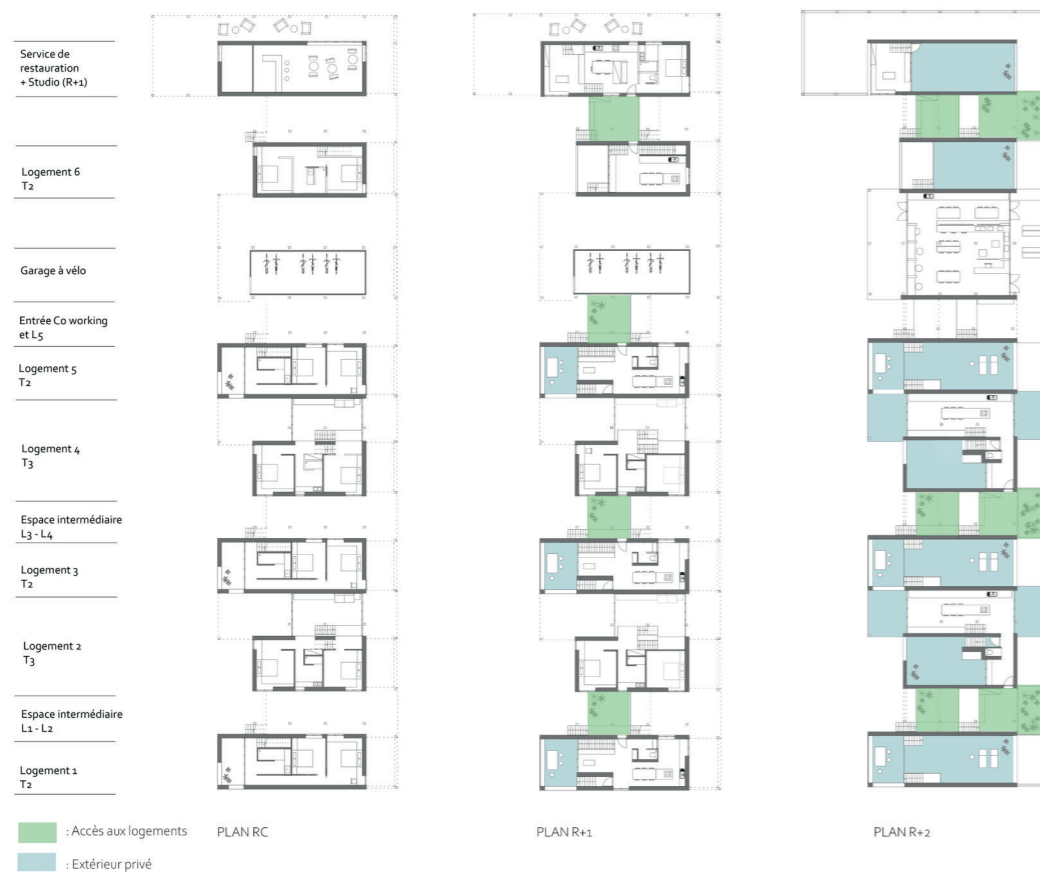 Service de
restauration
+ Studio (R+1)
Logement 6
T2
Garage à vélo
Entrée Co working
et L5
Logement 5
T2
Logement 4
T3
Espace intermédiaire
L3 - L4
Logement 3
T2
Logement 2
T3
Espace intermédiaire
L1 - L2
Logement 1
T2
: Accès aux logements
: Extérieur privé
PLAN RC
PLAN R+1
PLAN R+2